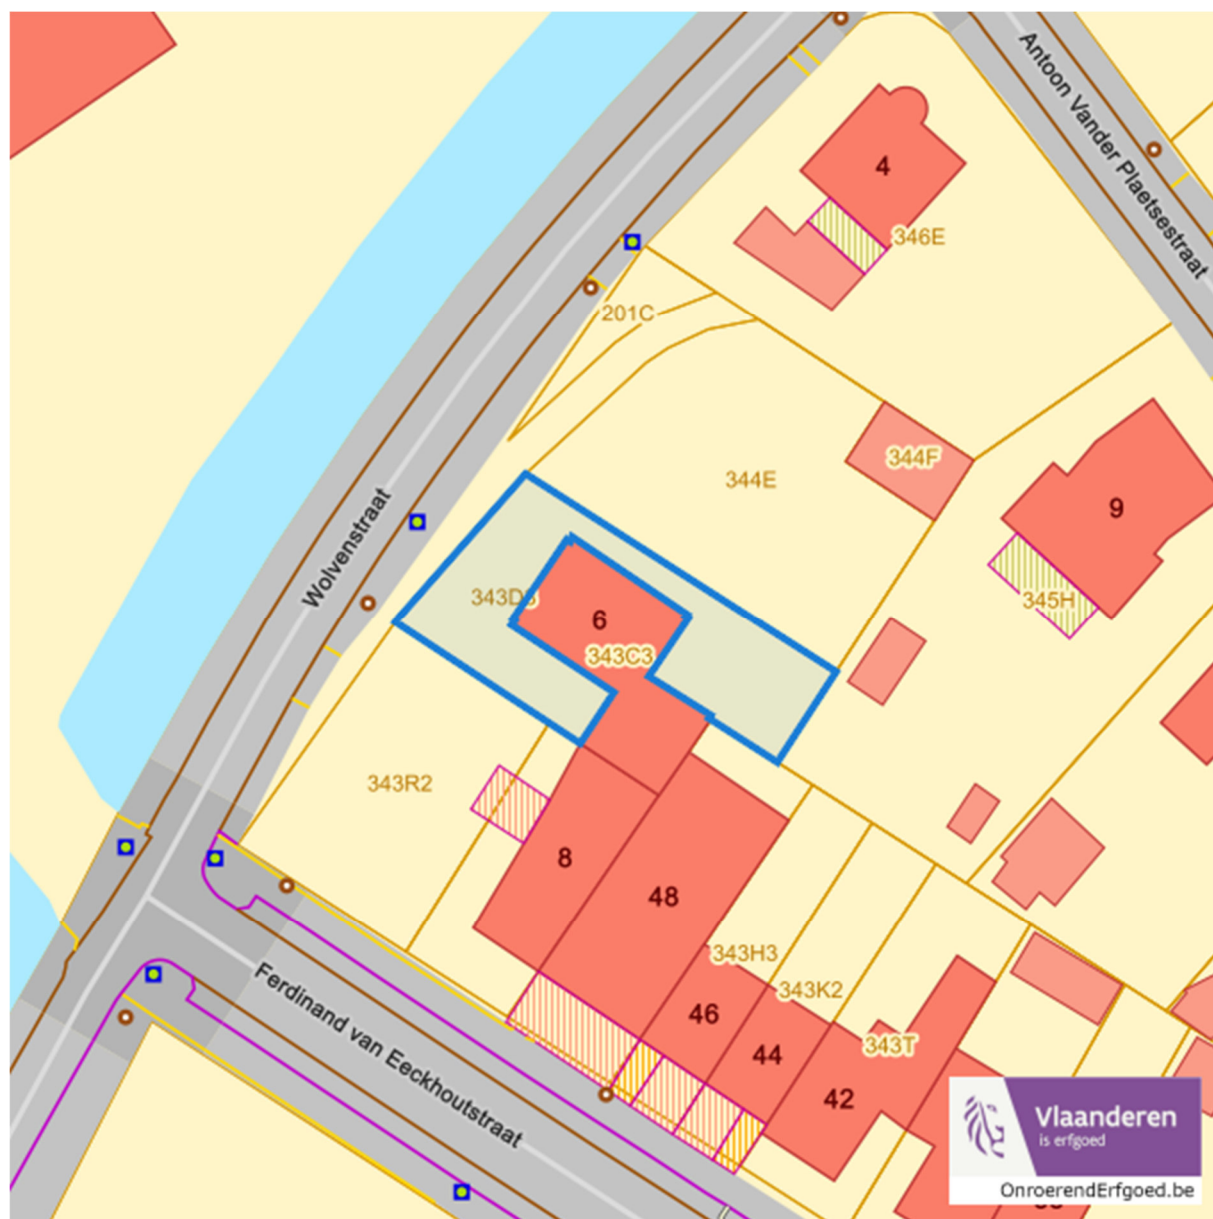 Antoon Vander Plaetsestraat
4
346E
201C
344F
344E
9
Wolvenstraat
345H
343D3
6
343C3
343R2
8
48
343H3
343K2
46
343T
44
42
Ferdinand van Eeckhoutstraat
Vlaanderen
is erfgoed
OnroerendErfgoed.be